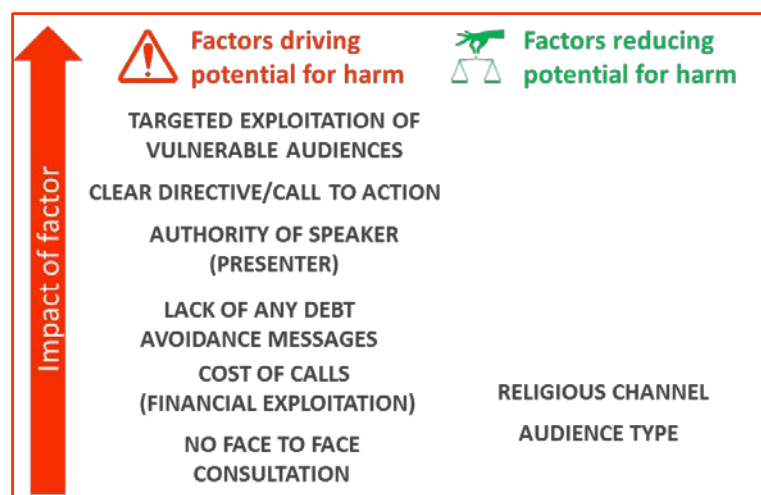 Impact of factor
Factors driving
potential for harm
TARGETED EXPLOITATION OF
VULNERABLE AUDIENCES
CLEAR DIRECTIVE/CALL TO ACTION
AUTHORITY OF SPEAKER
(PRESENTER)
LACK OF ANY DEBT
AVOIDANCE MESSAGES
COST OF CALLS
(FINANCIAL EXPLOITATION)
NO FACE TO FACE
CONSULTATION
Factors reducing
potential for harm
RELIGIOUS CHANNEL
AUDIENCE TYPE